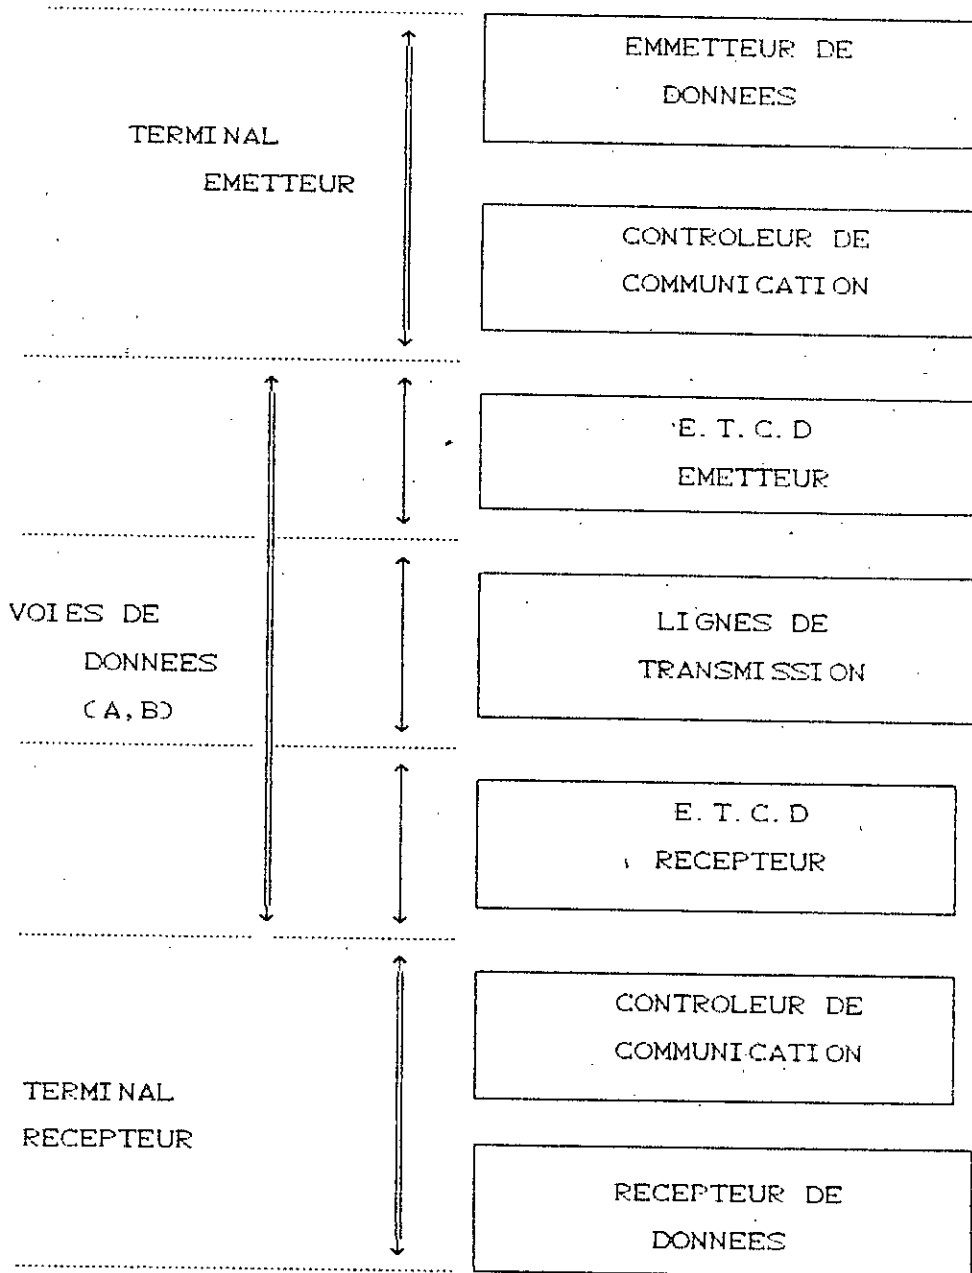 EMMETTEUR DE
DONNEES
TERMINAL
EMETTEUR
CONTROLEUR DE
COMMUNICATION
E.T.C.D
EMETTEUR
VOIES DE
DONNEES
(A,B)
LIGNES DE
TRANSMISSION
E.T.C.D
RECEPTEUR
CONTROLEUR DE
COMMUNICATION
TERMINAL
RECEPTEUR
RECEPTEUR DE
DONNEES